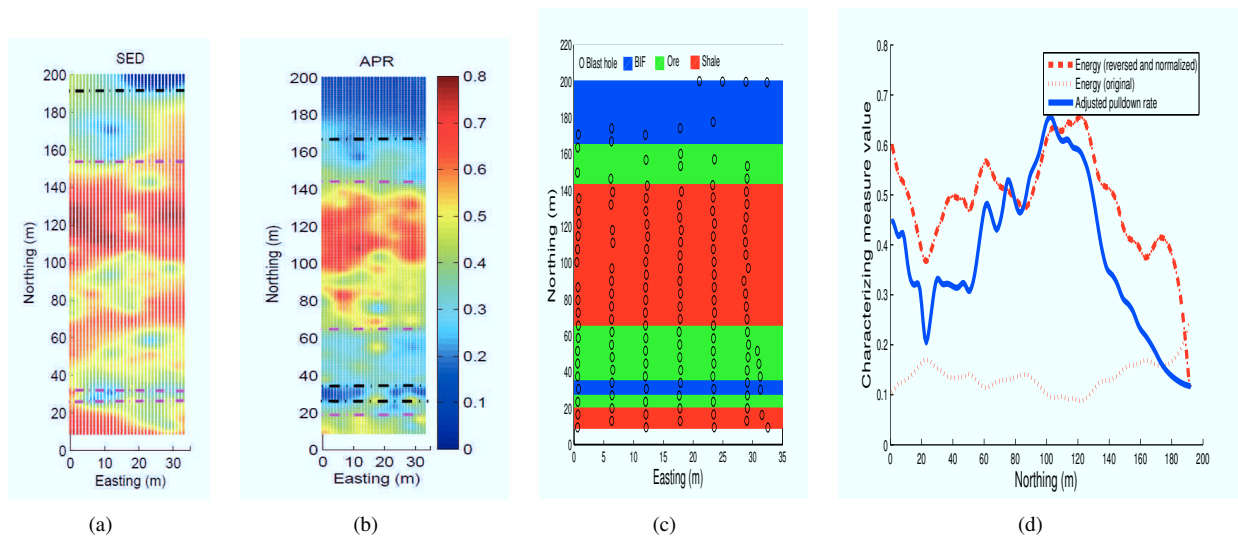 SED
200
180
160
140
120
100
80
60
40
20
0
0 10 20 30
Northing (m)
Easting (m)
(a)
APR
200
180
160
140
120
100
80
60
40
20
0
0 10 20 30
Northing (m)
Easting (m)
0.8
0.7
0.6
0.5
0.4
0.3
0.2
0.1
0
(b)
220
200
180
160
140
120
100
80
60
40
20
0
O Blast hole BIF Ore Shale
0 5 10 15 20 25 30 35
Northing (m)
Easting (m)
(c)
0.8
0.7
0.6
0.5
0.4
0.3
0.2
0.1
0
Energy (reversed and normalized)
Energy (original)
Adjusted pulldown rate
0 20 40 60 80 100 120 140 160 180 200
Characterizing measure value
Northing (m)
(d)